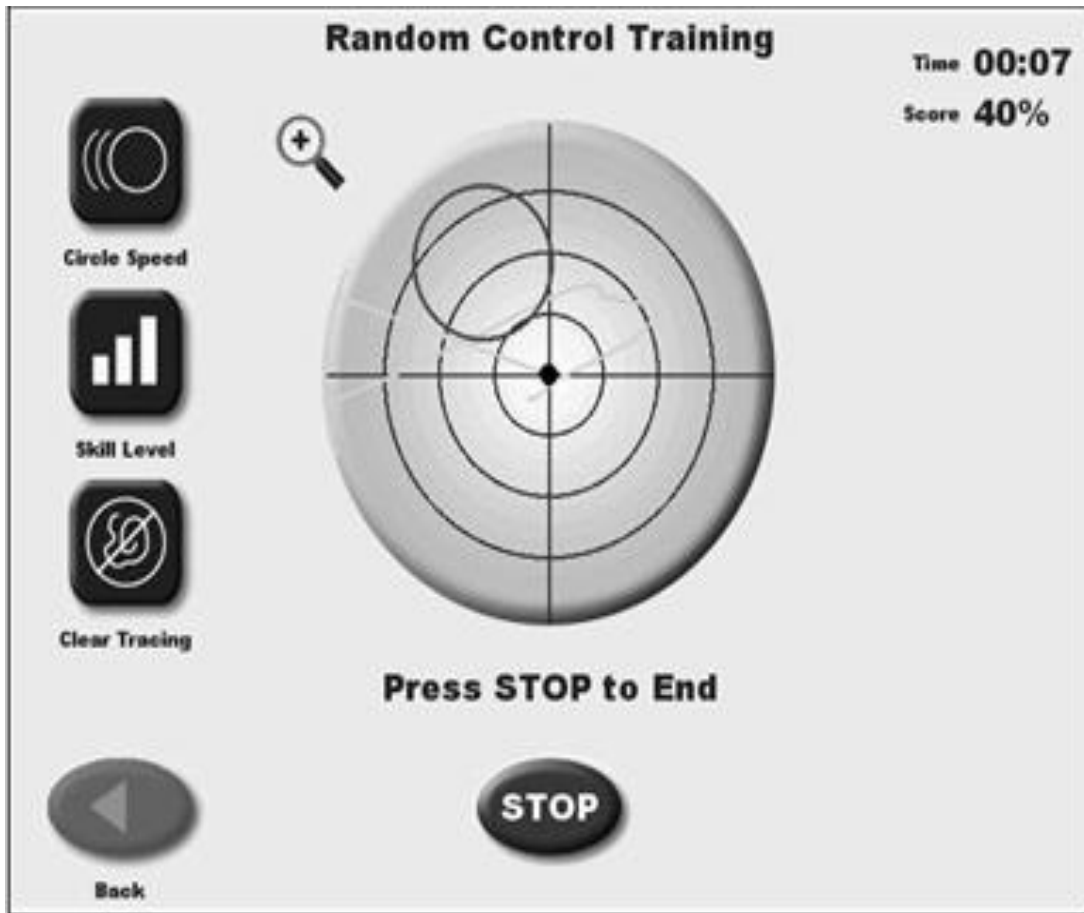 Random Control Training
Time 00:07
Score 40%
Circle Speed
Skill Level
Clear Tracing
Press STOP to End
STOP
Back